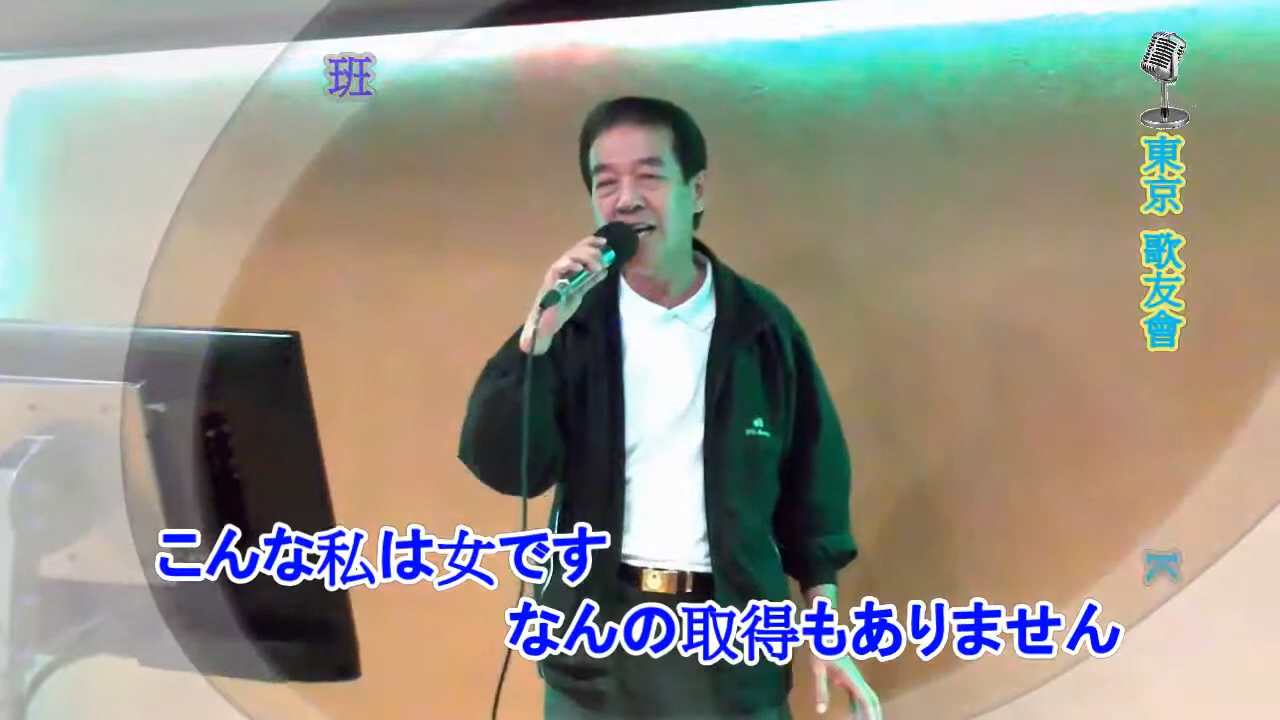 班
東京 歌友會
K
こんな私は女です
なんの取得もありません